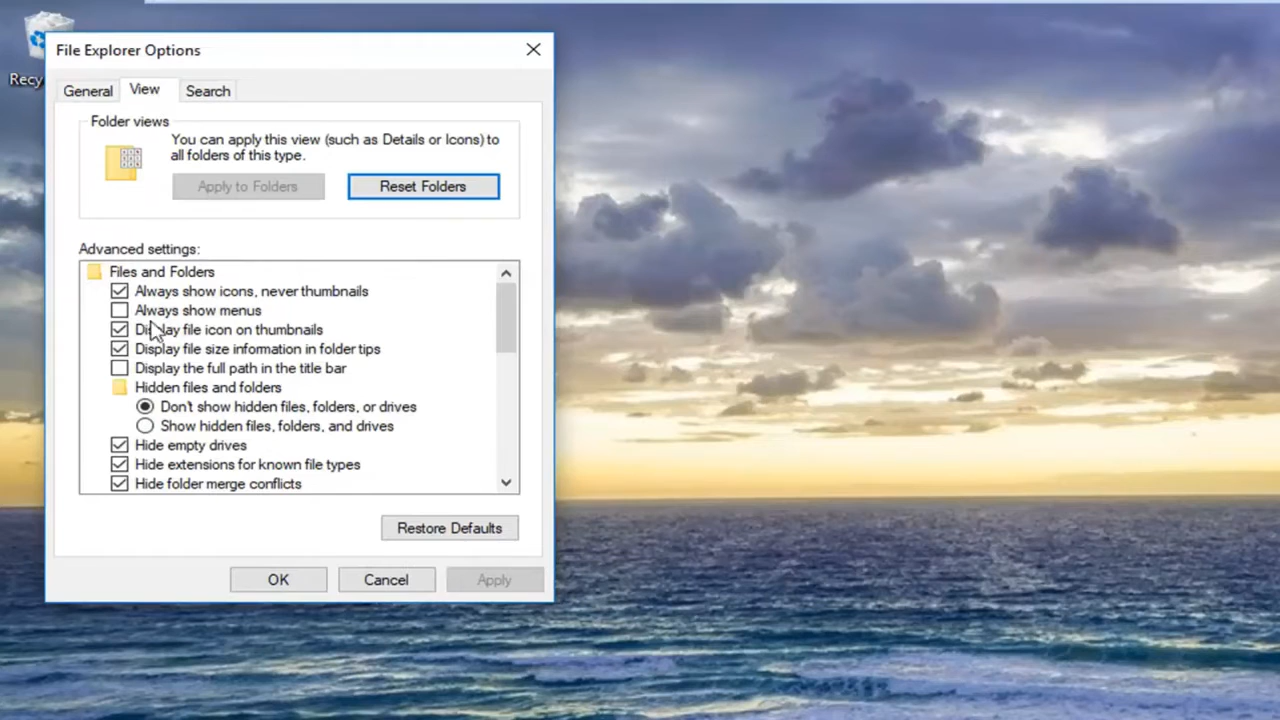 File Explorer Options
Recy
General View Search
Folder views
You can apply this view (such as Details or Icons) to
all folders of this type.
Apply to Folders Reset Folders
Advanced settings:
Files and Folders
Always show icons, never thumbnails
Always show menus
Display file icon on thumbnails
Display file size information in folder tips
Display the full path in the title bar
Hidden files and folders
Don't show hidden files, folders, or drives
Show hidden files, folders, and drives
Hide empty drives
Hide extensions for known file types
Hide folder merge conflicts
Restore Defaults
OK Cancel Apply